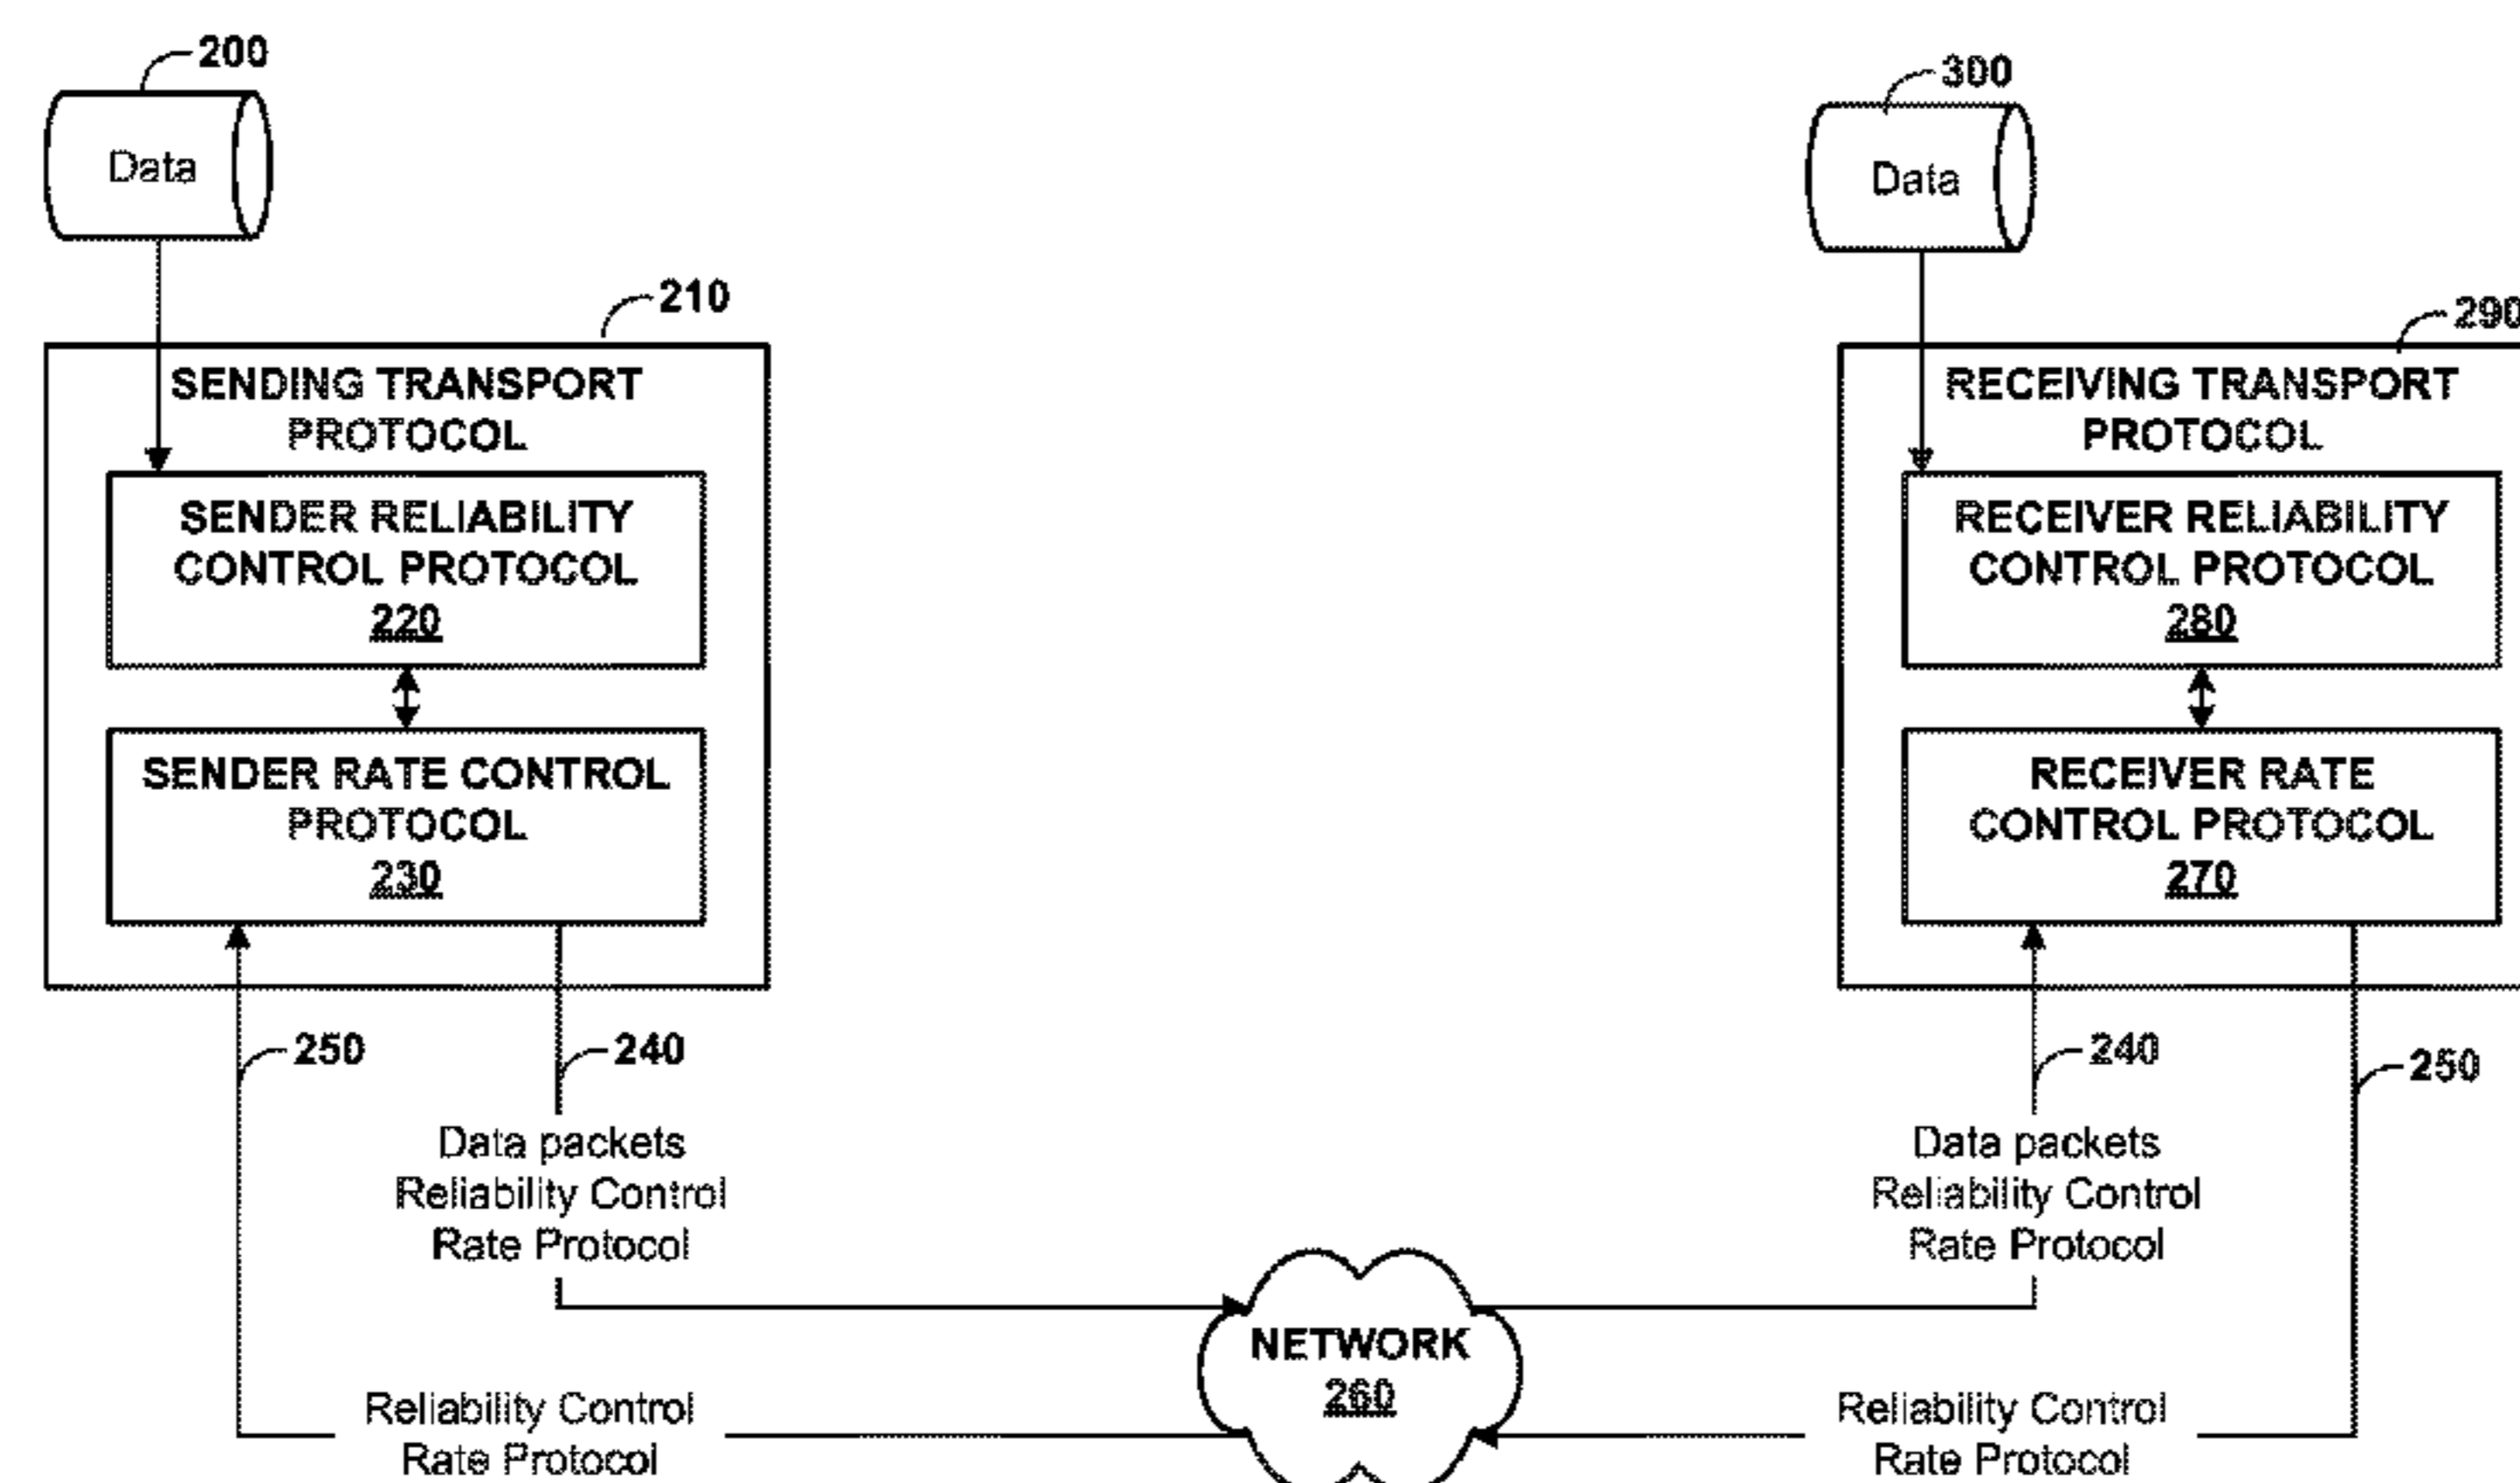 200
Data
210
SENDING TRANSPORT
PROTOCOL
SENDER RELIABILITY
CONTROL PROTOCOL
220
SENDER RATE CONTROL
PROTOCOL
230
250
240
Data packets
Reliability Control
Rate Protocol
Reliability Control
Rate Protocol
NETWORK
260
300
Data
290
RECEIVING TRANSPORT
PROTOCOL
RECEIVER RELIABILITY
CONTROL PROTOCOL
280
RECEIVER RATE
CONTROL PROTOCOL
270
240
250
Data packets
Reliability Control
Rate Protocol
Reliability Control
Rate Protocol